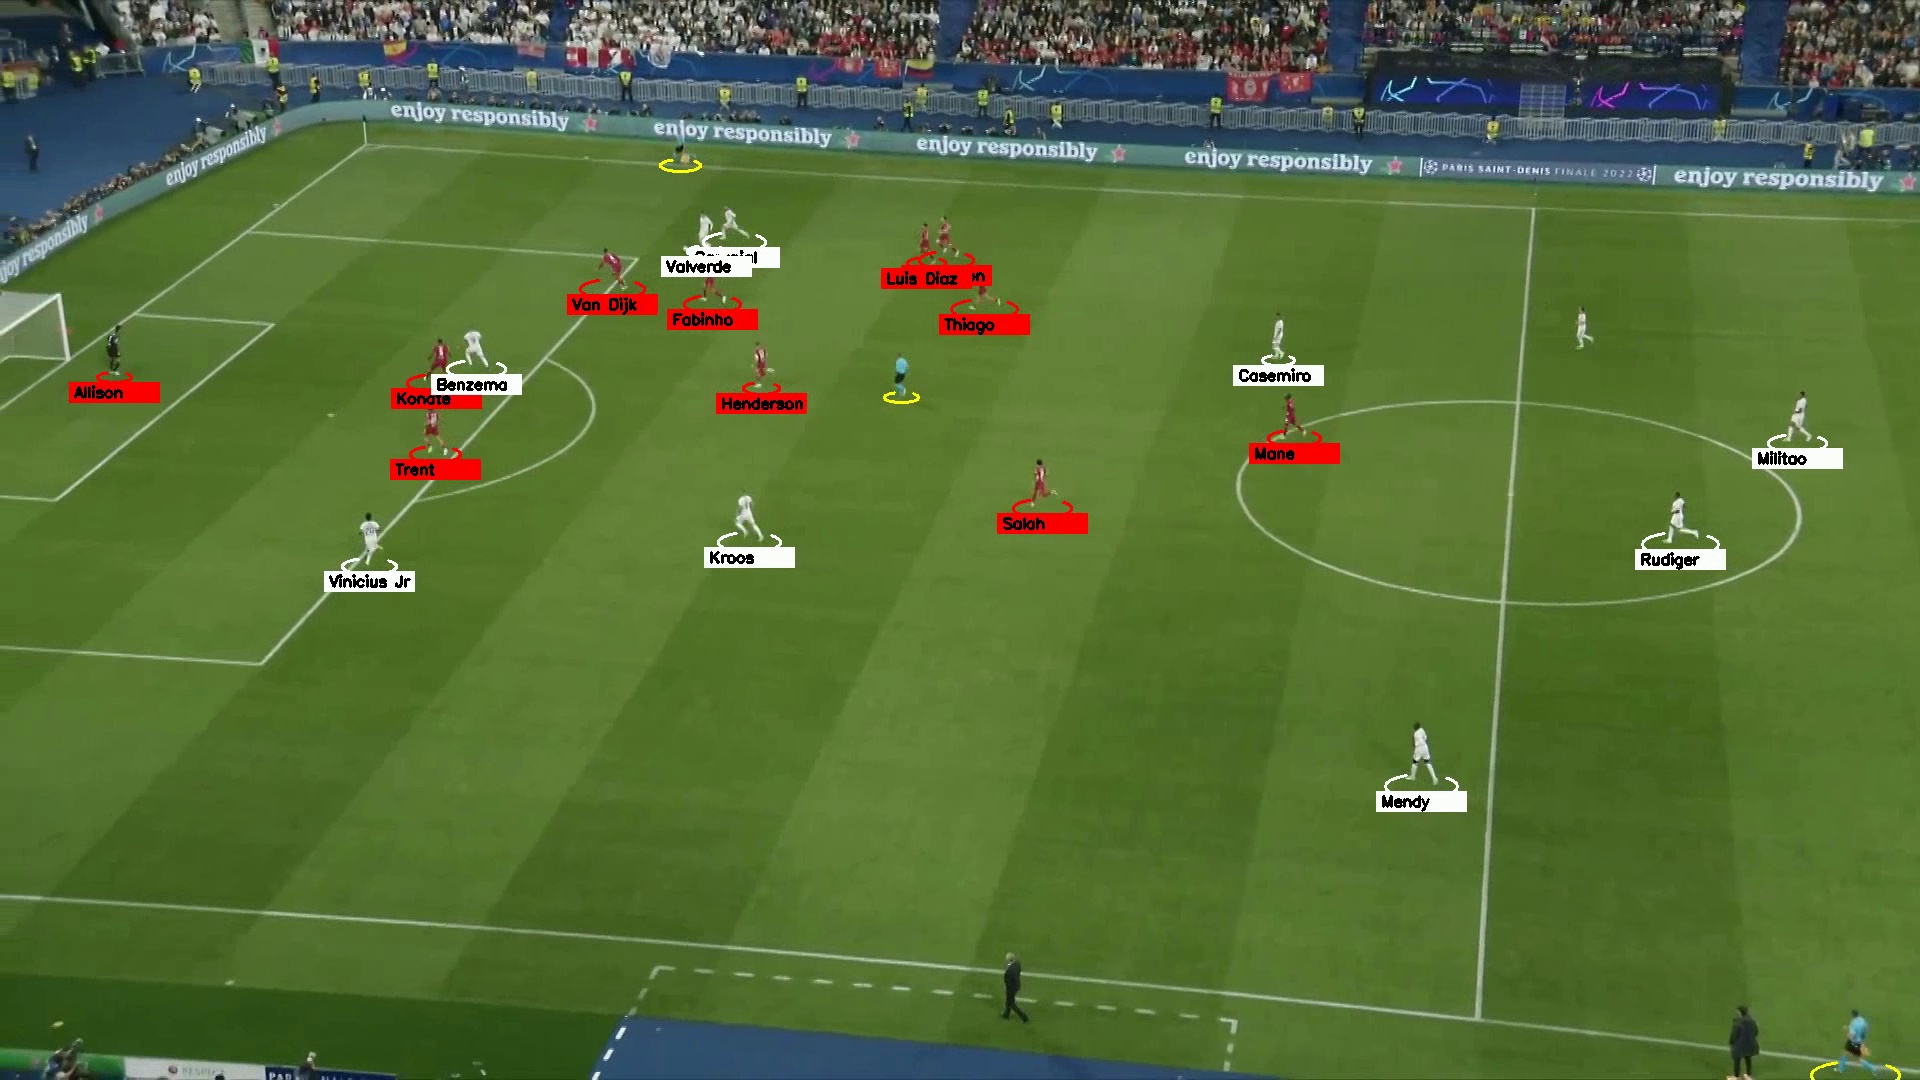 enjoy responsibly
enjoy responsibly
enjoy responsibly
enjoy responsibly
PARIS SAINT-DENIS FINALE 2022
enjoy responsibly
enjoy responsibly
enjoy responsibly
Valverde
Luis Diaz
Van Dijk
Fabinho
Thiago
Casemiro
Allison
Benzema
Konate
Henderson
Mane
Militao
Trent
Salah
Kroos
Rudiger
Vinicius Jr
Mendy
RESPECT